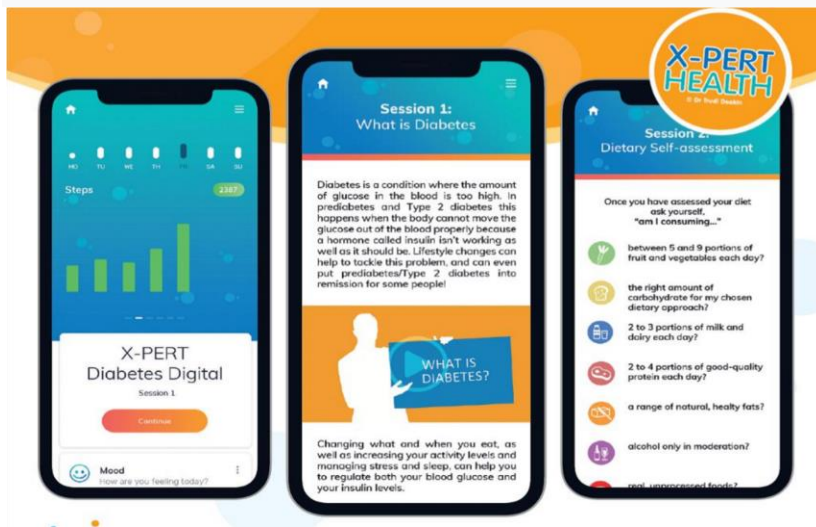 X-PERT
HEALTH
© Dr Trudi Deakin
MO TU WE TH FR SA SU
Steps
2387
X-PERT
Diabetes Digital
Session 1
Continue
Mood
How are you feeling today?
Session 1:
What is Diabetes
Diabetes is a condition where the amount
of glucose in the blood is too high. In
prediabetes and Type 2 diabetes this
happens when the body cannot move the
glucose out of the blood properly because
a hormone called insulin isn't working as
well as it should be. Lifestyle changes can
help to tackle this problem, and can even
put prediabetes/Type 2 diabetes into
remission for some people!
WHAT IS
DIABETES?
Changing what and when you eat, as
well as increasing your activity levels and
managing stress and sleep, can help you
to regulate both your blood glucose and
your insulin levels.
Session 2:
Dietary Self-assessment
Once you have assessed your diet
ask yourself,
"am I consuming..."
between 5 and 9 portions of
fruit and vegetables each day?
the right amount of
carbohydrate for my chosen
dietary approach?
2 to 3 portions of milk and
dairy each day?
2 to 4 portions of good-quality
protein each day?
a range of natural, healty fats?
alcohol only in moderation?
real, unprocessed foods?